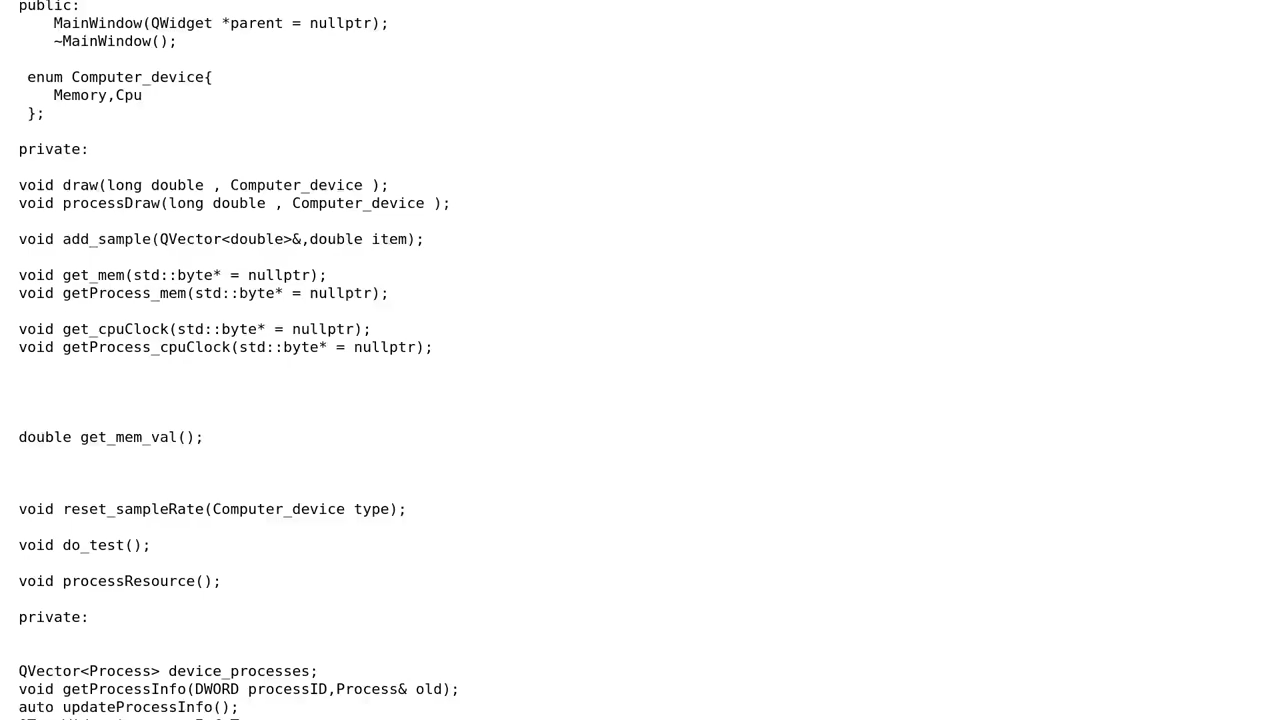 public:
    MainWindow(QWidget *parent = nullptr);
    ~MainWindow();
 enum Computer_device{
    Memory,Cpu
 };
private:
void draw(long double , Computer_device );
void processDraw(long double , Computer_device );
void add_sample(QVector<double>&,double item);
void get_mem(std::byte* = nullptr);
void getProcess_mem(std::byte* = nullptr);
void get_cpuClock(std::byte* = nullptr);
void getProcess_cpuClock(std::byte* = nullptr);
double get_mem_val();
void reset_sampleRate(Computer_device type);
void do_test();
void processResource();
private:
QVector<Process> device_processes;
void getProcessInfo(DWORD processID,Process& old);
auto updateProcessInfo();